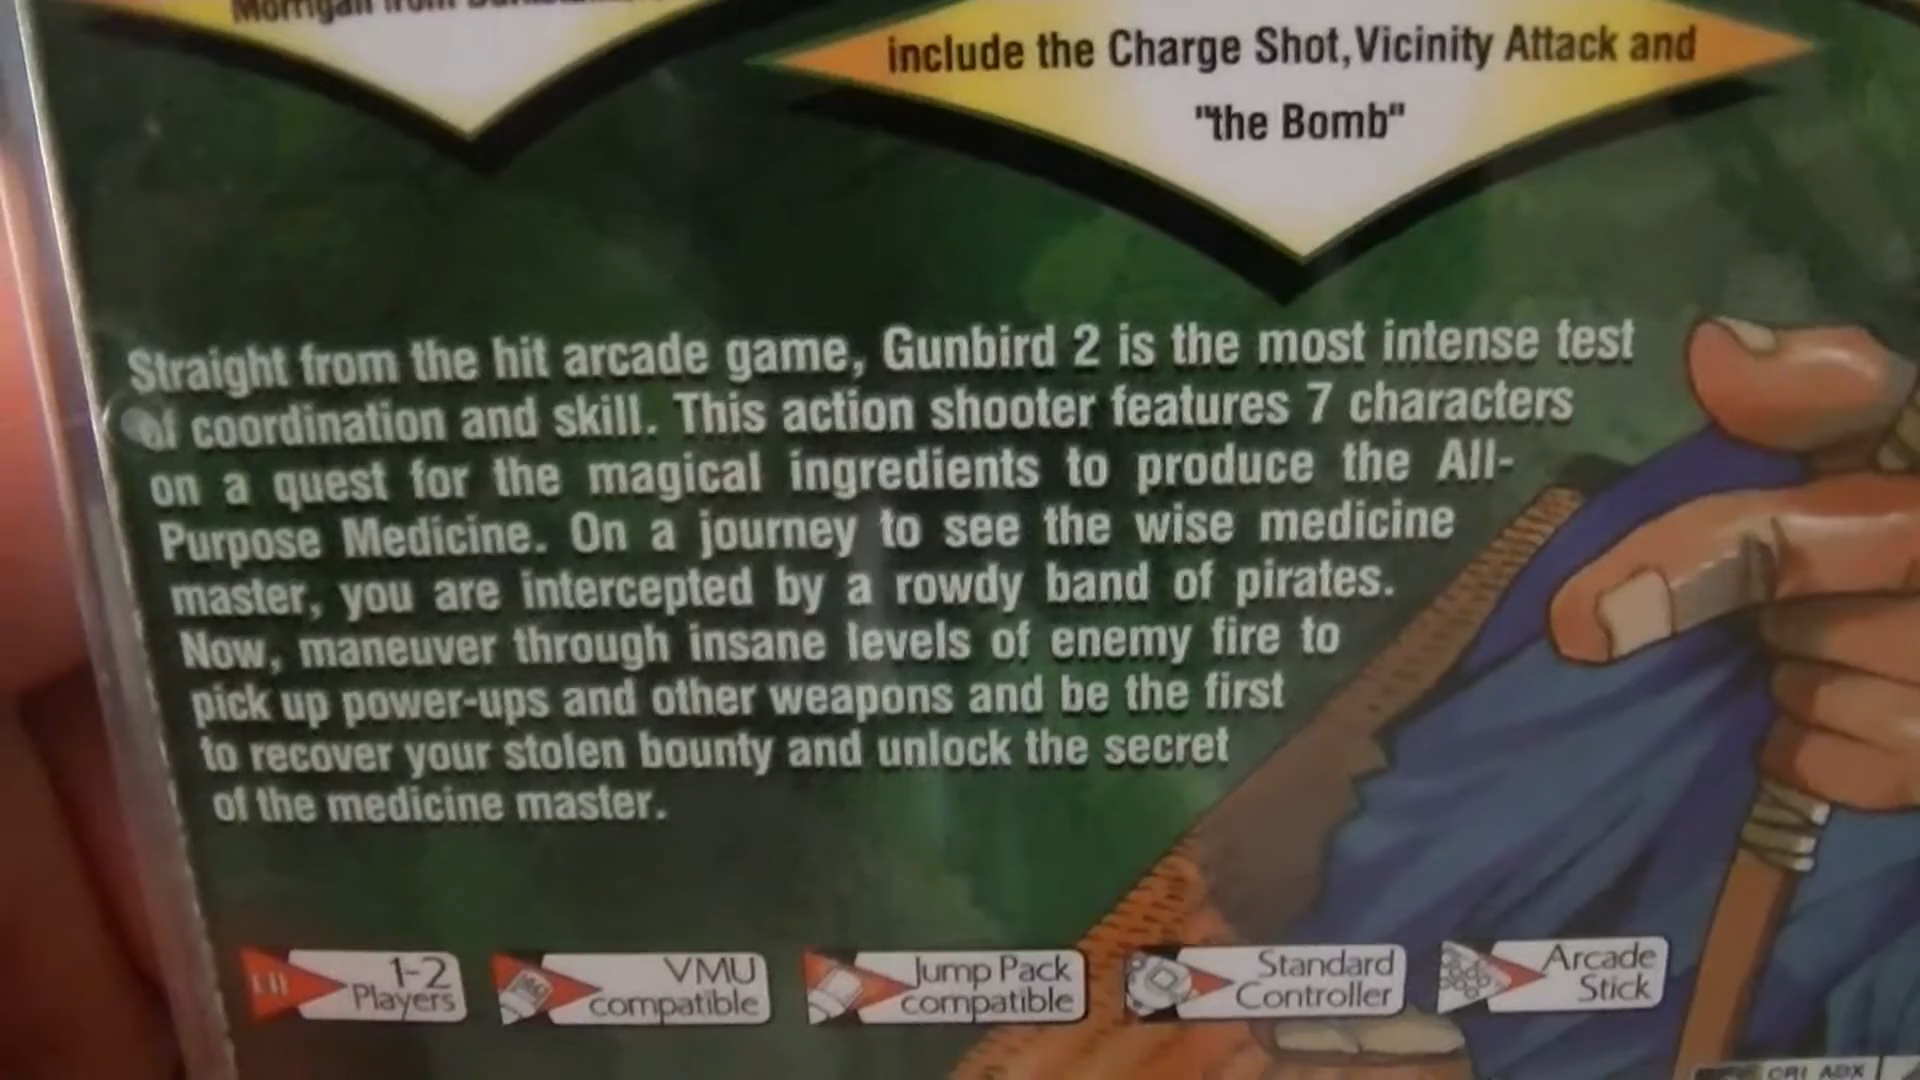 Morrigan from
include the Charge Shot, Vicinity Attack and
"the Bomb"
Straight from the hit arcade game, Gunbird 2 is the most intense test
of coordination and skill. This action shooter features 7 characters
on a quest for the magical ingredients to produce the All-
Purpose Medicine. On a journey to see the wise medicine
master, you are intercepted by a rowdy band of pirates.
Now, maneuver through insane levels of enemy fire to
pick up power-ups and other weapons and be the first
to recover your stolen bounty and unlock the secret
of the medicine master.
1-2
Players
VMU
compatible
Jump Pack
compatible
Standard
Controller
Arcade
Stick
CRI ADX